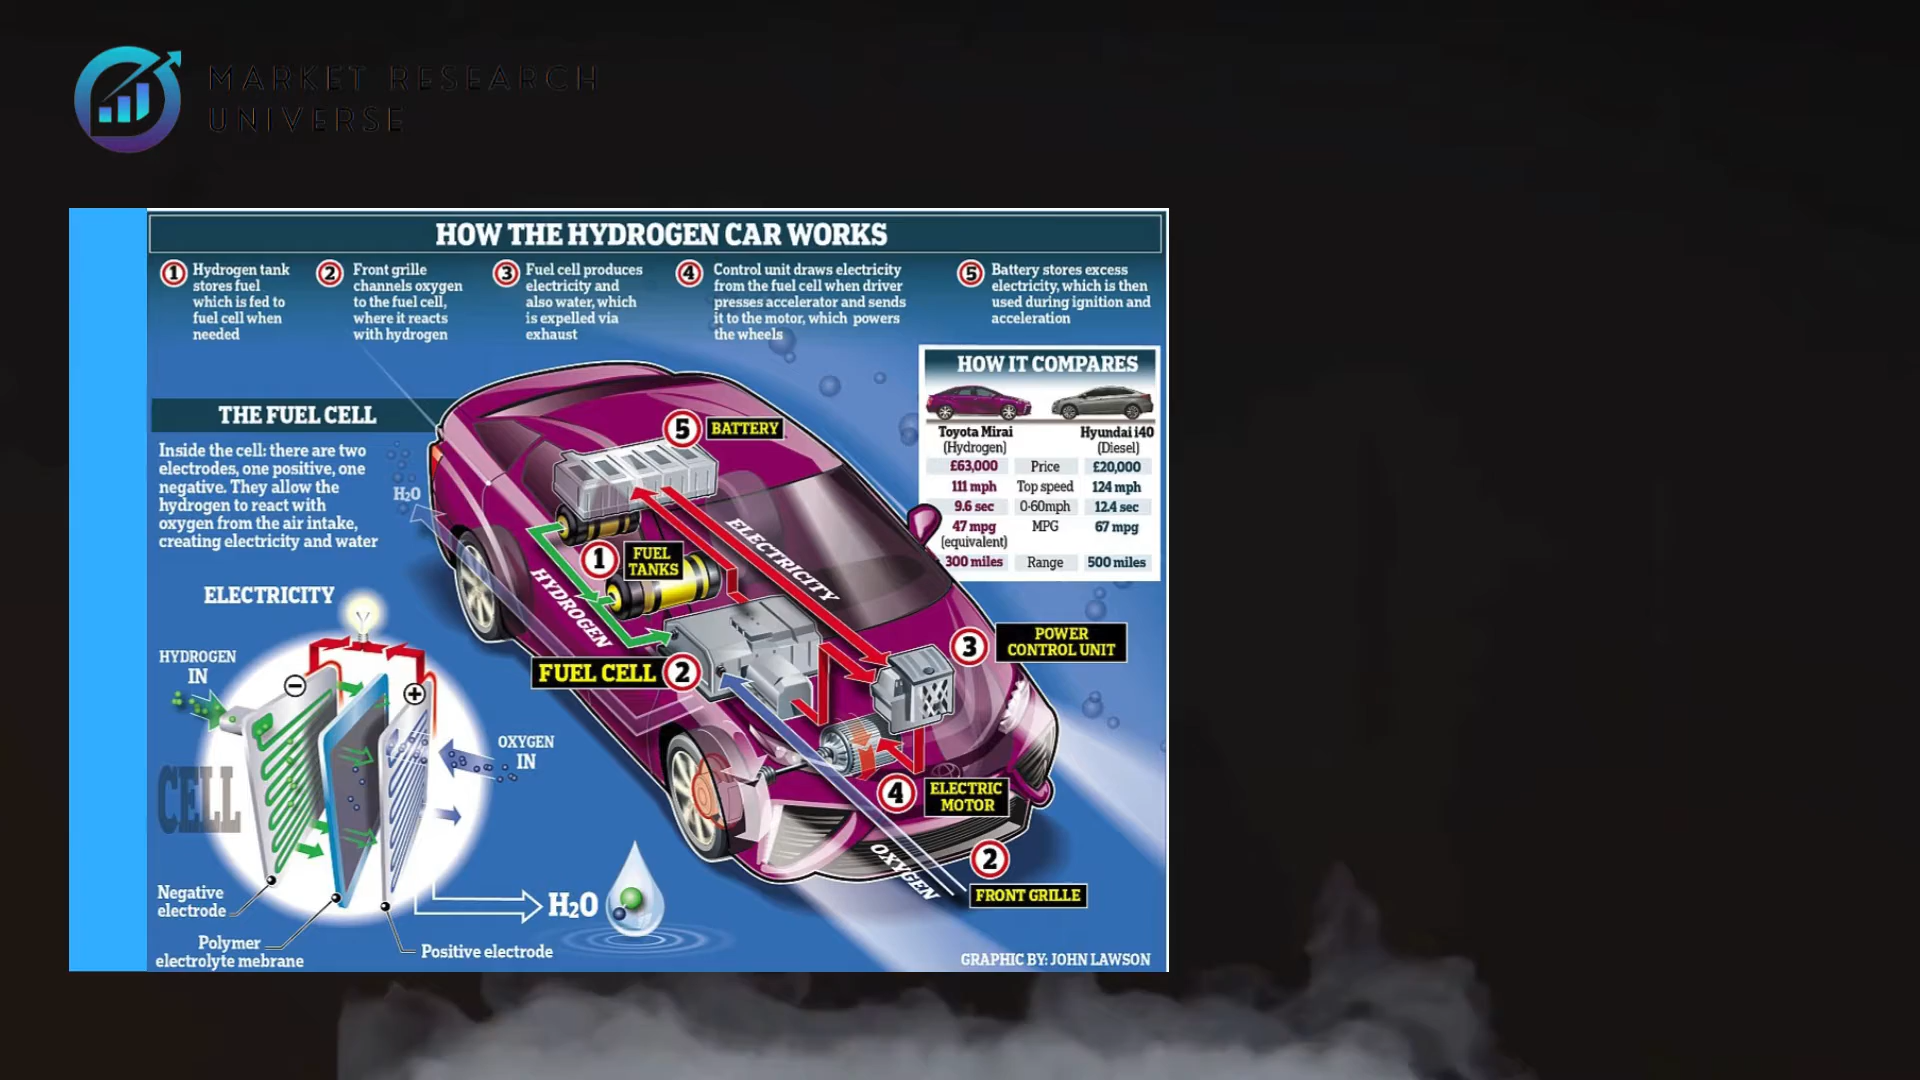 MARKET RESEARCH
UNIVERSE
HOW THE HYDROGEN CAR WORKS
1 Hydrogen tank
stores fuel
which is fed to
fuel cell when
needed
2 Front grille
channels oxygen
to the fuel cell,
where it reacts
with hydrogen
3 Fuel cell produces
electricity and
also water, which
is expelled via
exhaust
4 Control unit draws electricity
from the fuel cell when driver
presses accelerator and sends
it to the motor, which powers
the wheels
5 Battery stores excess
electricity, which is then
used during ignition and
acceleration
HOW IT COMPARES
Toyota Mirai Hyundai i40
(Hydrogen) (Diesel)
£63,000 Price £20,000
111 mph Top speed 124 mph
9.6 sec 0-60mph 12.4 sec
47 mpg MPG 67 mpg
(equivalent)
300 miles Range 500 miles
THE FUEL CELL
Inside the cell: there are two
electrodes, one positive, one
negative. They allow the
hydrogen to react with
oxygen from the air intake,
creating electricity and water
H2O
5 BATTERY
1 FUEL
TANKS
ELECTRICITY
HYDROGEN
FUEL CELL 2
3 POWER
CONTROL UNIT
4 ELECTRIC
MOTOR
OXYGEN
2
FRONT GRILLE
ELECTRICITY
HYDROGEN
IN
−
+
OXYGEN
IN
CELL
Negative
electrode
Polymer
electrolyte mebrane
Positive electrode
H2O
GRAPHIC BY: JOHN LAWSON